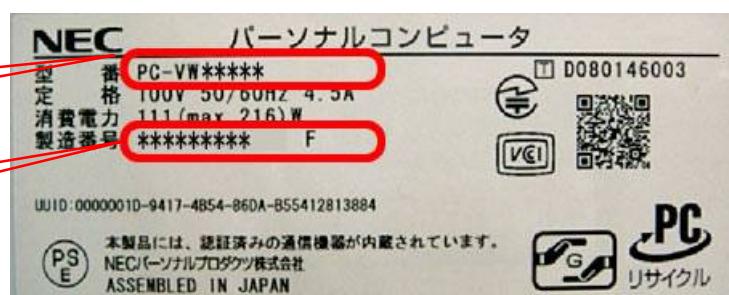 NEC パーソナルコンピュータ
型 番 PC-VW*****
定 格 100V 50/60Hz 4.5A
消費電力 111(max 216)W
製造番号 ********* F
T D080146003
VCI
UUID:0000001D-9417-4B54-86DA-B55412813884
PS E
本製品には、認証済みの通信機器が内蔵されています。
NECパーソナルプロダクツ株式会社
ASSEMBLED IN JAPAN
G
PC
リサイクル